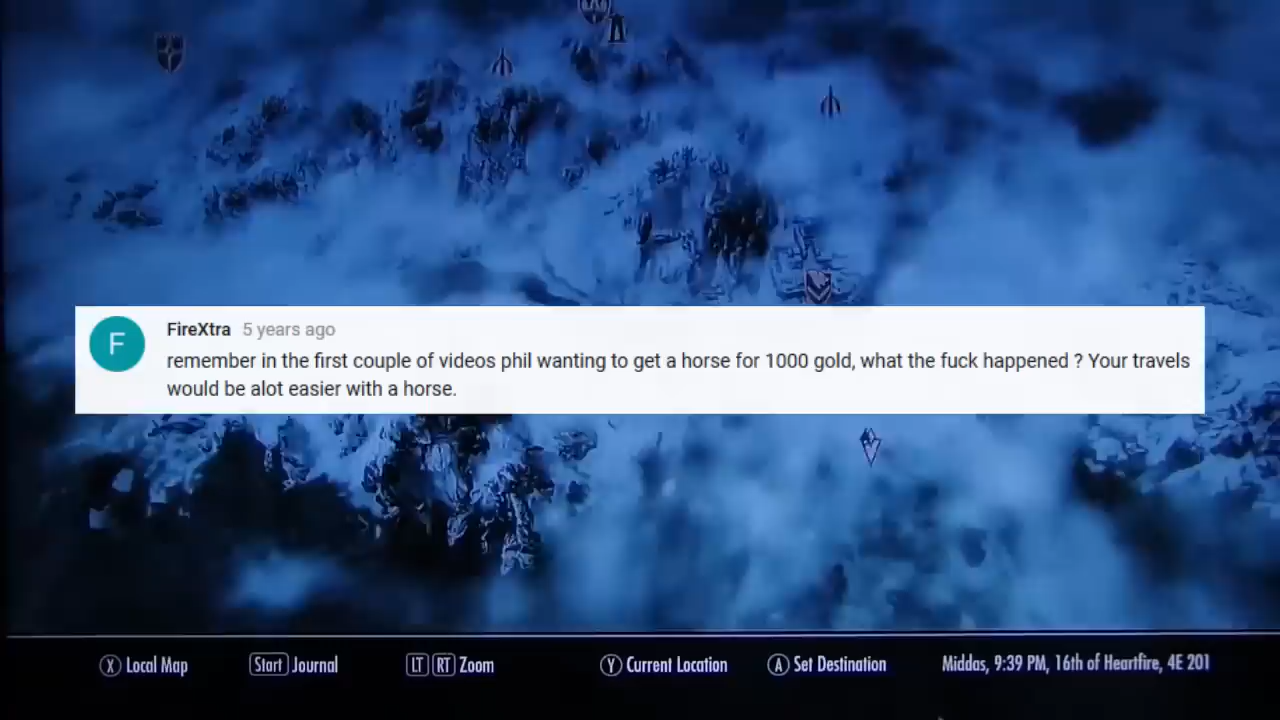 FireXtra 5 years ago
remember in the first couple of videos phil wanting to get a horse for 1000 gold, what the fuck happened ? Your travels
would be alot easier with a horse.
F
X Local Map Start Journal LT RT Zoom Y Current Location A Set Destination Middas, 9:39 PM, 16th of Heartfire, 4E 201